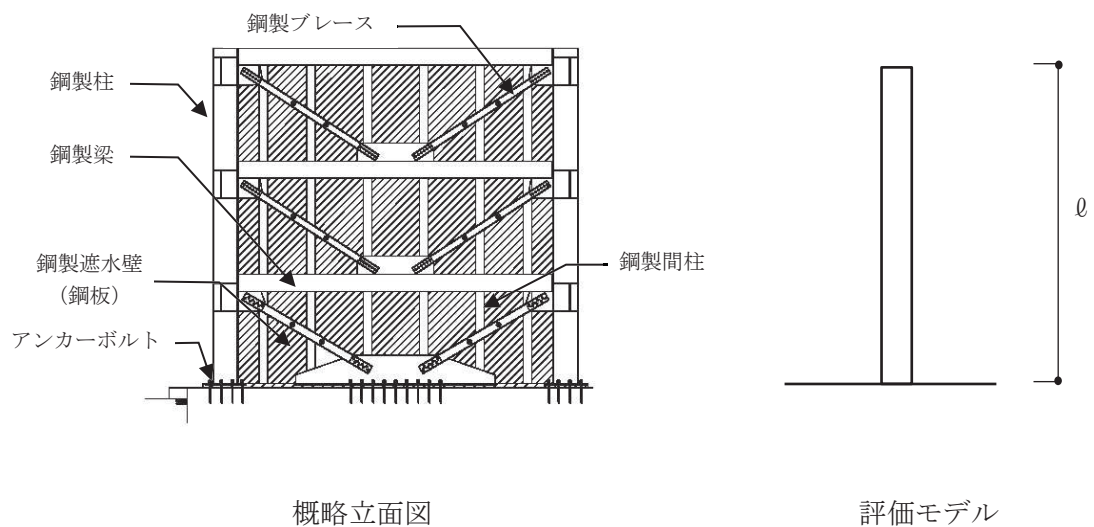 鋼製ブレース
鋼製柱
鋼製梁
鋼製遮水壁
（鋼板）
鋼製間柱
アンカーボルト
ℓ
概略立面図
評価モデル